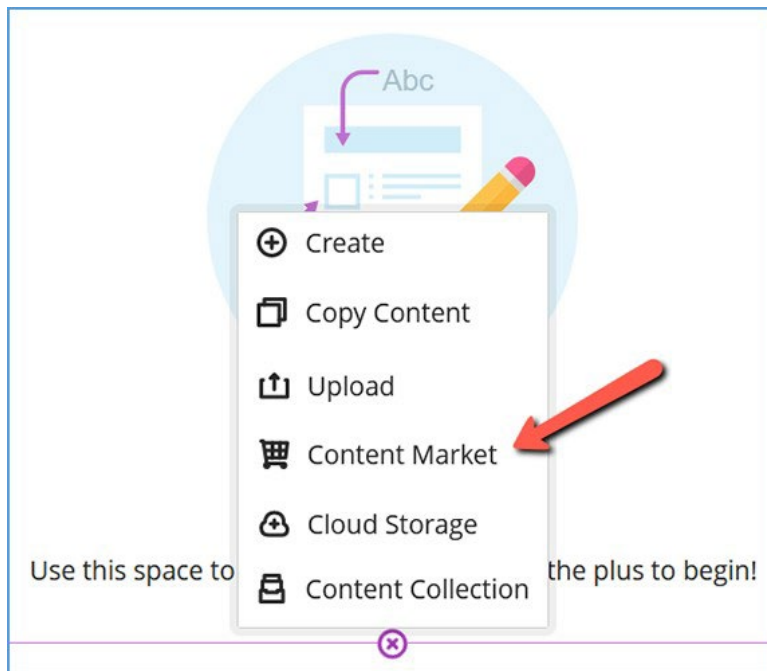 Abc
Create
Copy Content
Upload
Content Market
Cloud Storage
Use this space to the plus to begin!
Content Collection